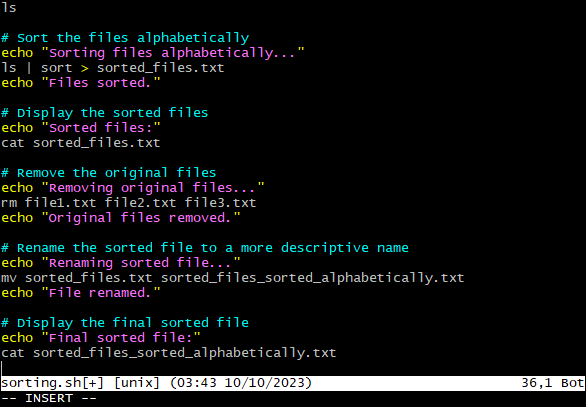 ls
# Sort the files alphabetically
echo "Sorting files alphabetically..."
ls | sort > sorted_files.txt
echo "Files sorted."
# Display the sorted files
echo "Sorted files:"
cat sorted_files.txt
# Remove the original files
echo "Removing original files..."
rm file1.txt file2.txt file3.txt
echo "Original files removed."
# Rename the sorted file to a more descriptive name
echo "Renaming sorted file..."
mv sorted_files.txt sorted_files_sorted_alphabetically.txt
echo "File renamed."
# Display the final sorted file
echo "Final sorted file:"
cat sorted_files_sorted_alphabetically.txt
sorting.sh[+] [unix] (03:43 10/10/2023) 36,1 Bot
-- INSERT --